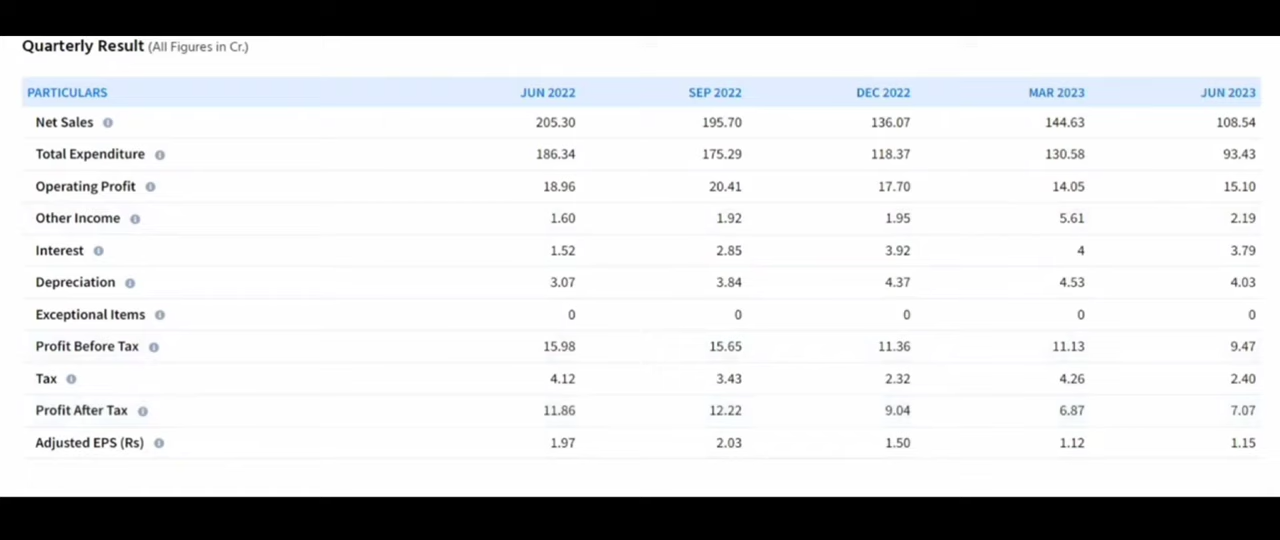 Quarterly Result (All Figures in Cr.)
PARTICULARS JUN 2022 SEP 2022 DEC 2022 MAR 2023 JUN 2023
Net Sales 205.30 195.70 136.07 144.63 108.54
Total Expenditure 186.34 175.29 118.37 130.58 93.43
Operating Profit 18.96 20.41 17.70 14.05 15.10
Other Income 1.60 1.92 1.95 5.61 2.19
Interest 1.52 2.85 3.92 4 3.79
Depreciation 3.07 3.84 4.37 4.53 4.03
Exceptional Items 0 0 0 0 0
Profit Before Tax 15.98 15.65 11.36 11.13 9.47
Tax 4.12 3.43 2.32 4.26 2.40
Profit After Tax 11.86 12.22 9.04 6.87 7.07
Adjusted EPS (Rs) 1.97 2.03 1.50 1.12 1.15